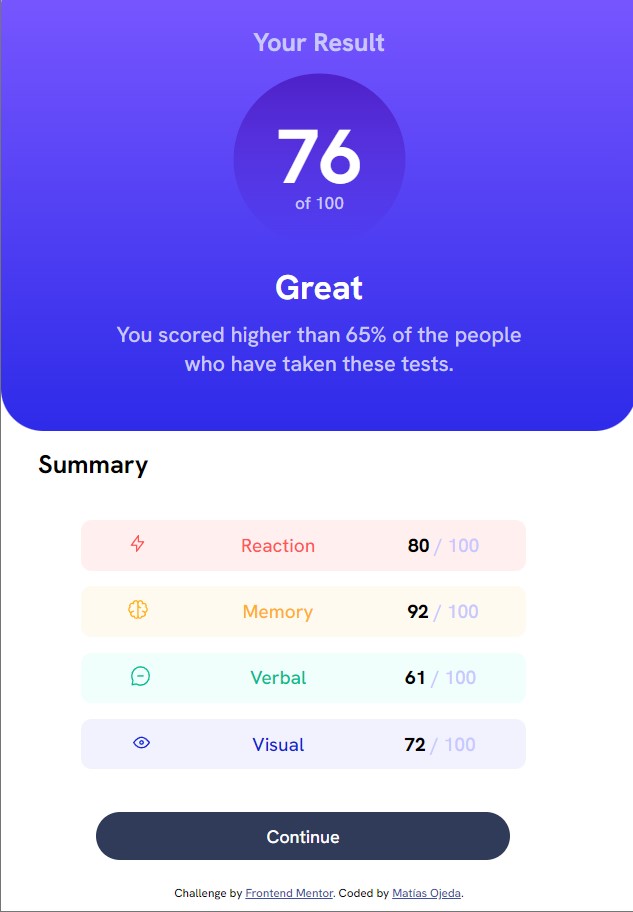 Your Result
76
of 100
Great
You scored higher than 65% of the people
who have taken these tests.
Summary
Reaction 80 / 100
Memory 92 / 100
Verbal 61 / 100
Visual 72 / 100
Continue
Challenge by Frontend Mentor. Coded by Matías Ojeda.